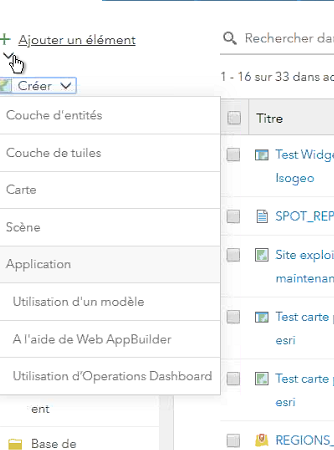 Ajouter un élément
Créer
Couche d'entités
Couche de tuiles
Carte
Scène
Application
Utilisation d'un modèle
A l'aide de Web AppBuilder
Utilisation d'Operations Dashboard
ent
Base de
Rechercher dan
1 - 16 sur 33 dans ac
Titre
Test Widge
Isogeo
SPOT_REP
Site exploi
maintenan
Test carte p
esri
Test carte p
esri
REGIONS_